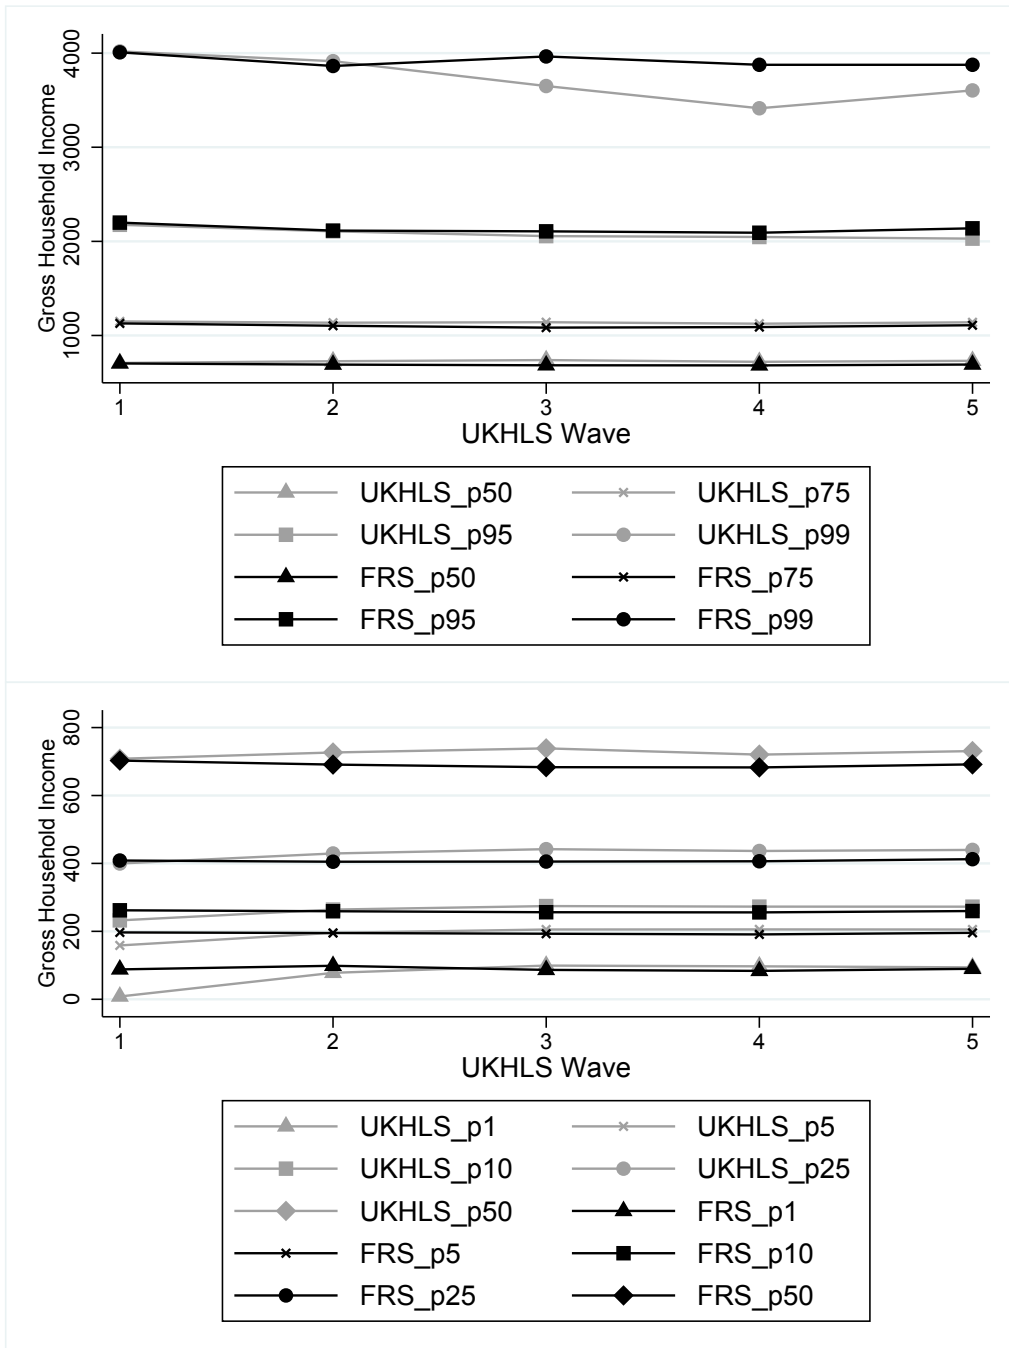 Gross Household Income
4000
3000
2000
1000
1 2 3 4 5
UKHLS Wave
UKHLS_p50 UKHLS_p75
UKHLS_p95 UKHLS_p99
FRS_p50 FRS_p75
FRS_p95 FRS_p99
Gross Household Income
800
600
400
200
0
1 2 3 4 5
UKHLS Wave
UKHLS_p1 UKHLS_p5
UKHLS_p10 UKHLS_p25
UKHLS_p50 FRS_p1
FRS_p5 FRS_p10
FRS_p25 FRS_p50